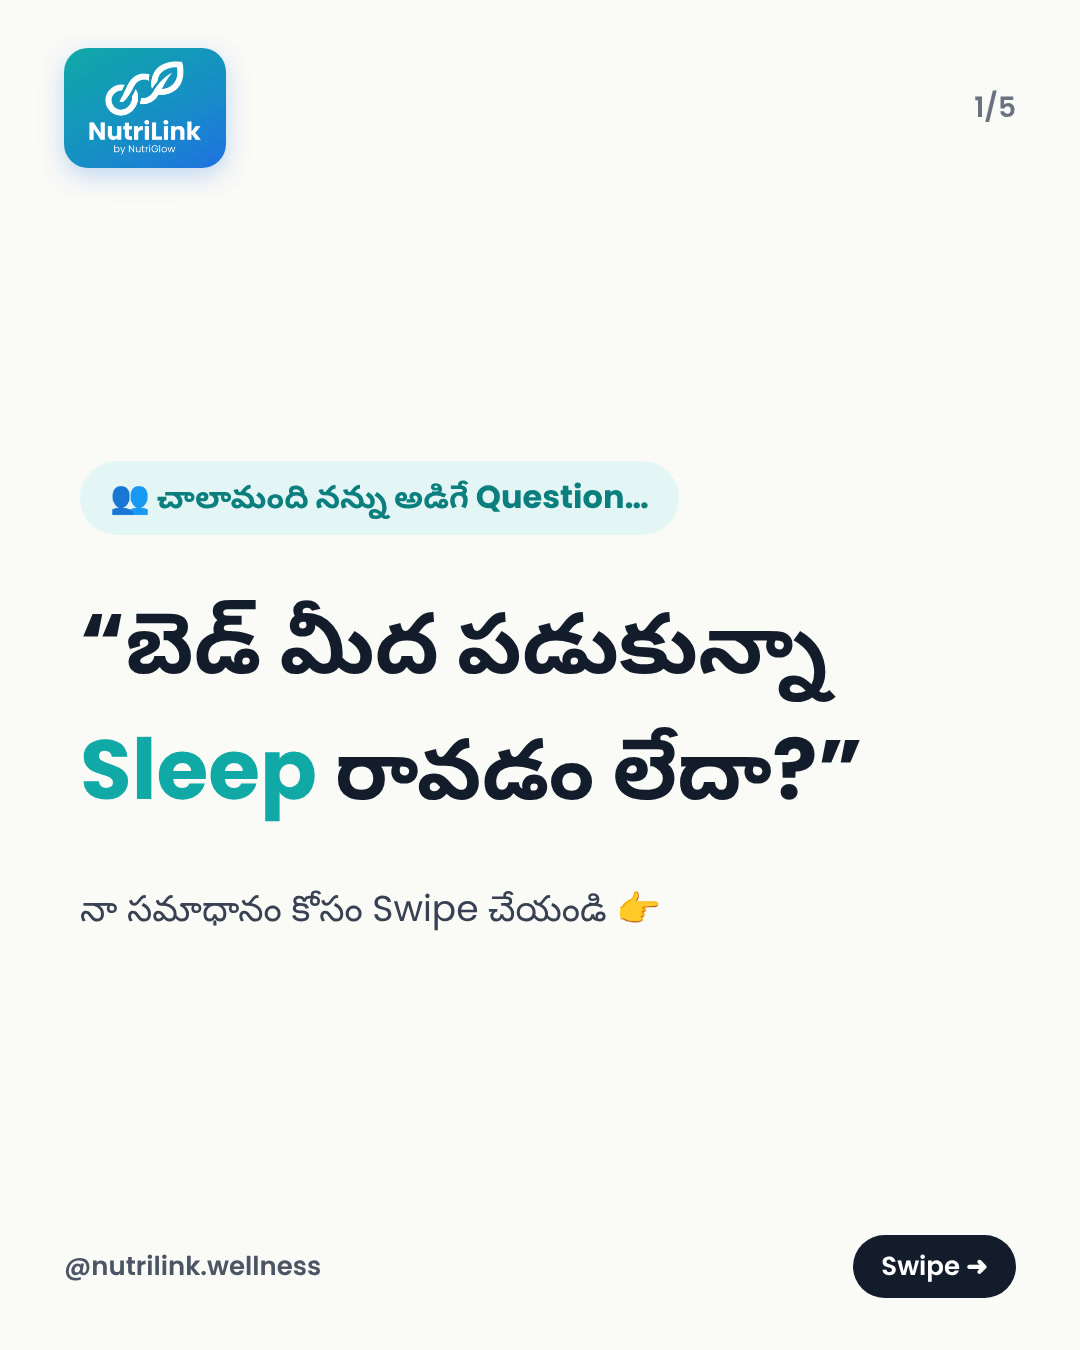 NutriLink
by NutriGlow
1/5
👥 చాలామంది నన్ను అడిగే Question...
“బెడ్ మీద పడుకున్నా
Sleep రావడం లేదా?”
నా సమాధానం కోసం Swipe చేయండి 👉
@nutrilink.wellness
Swipe ➜